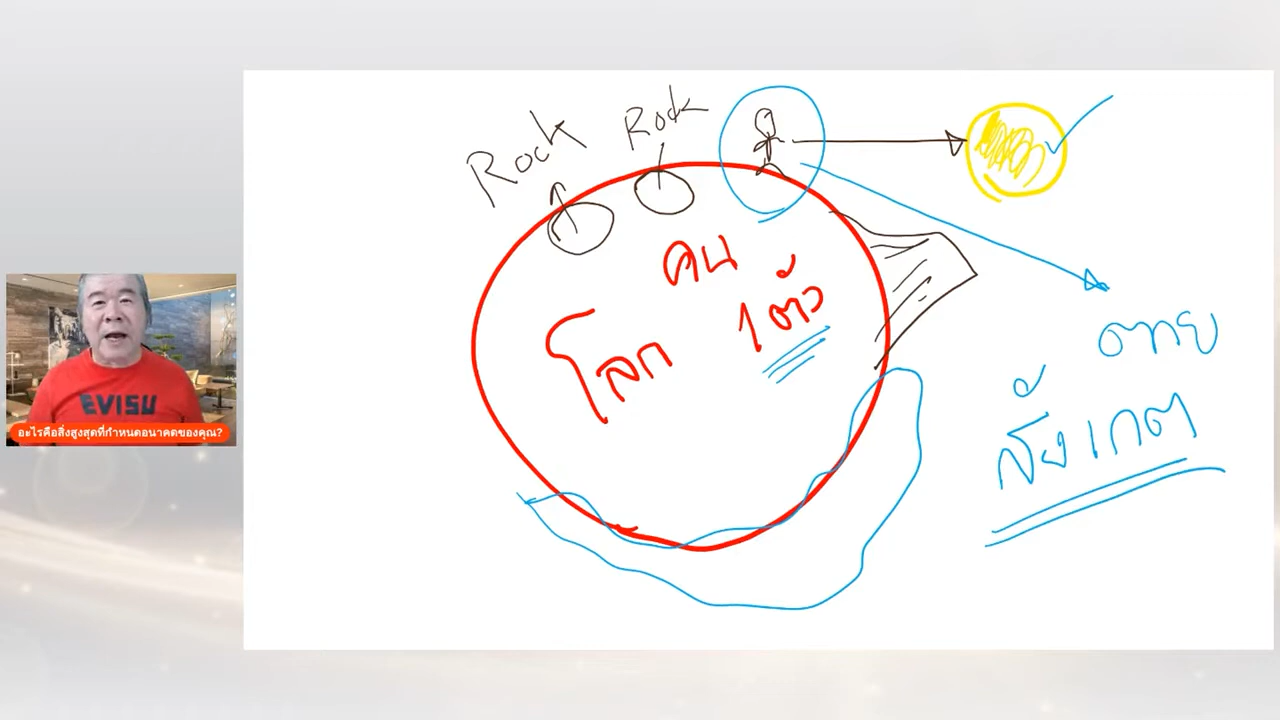 Rock
Rock
คน
โลก
1 ตัว
ตาย
สังเกต
EVISU
อะไรคือสิ่งสูงสุดที่กำหนดอนาคตของคุณ?